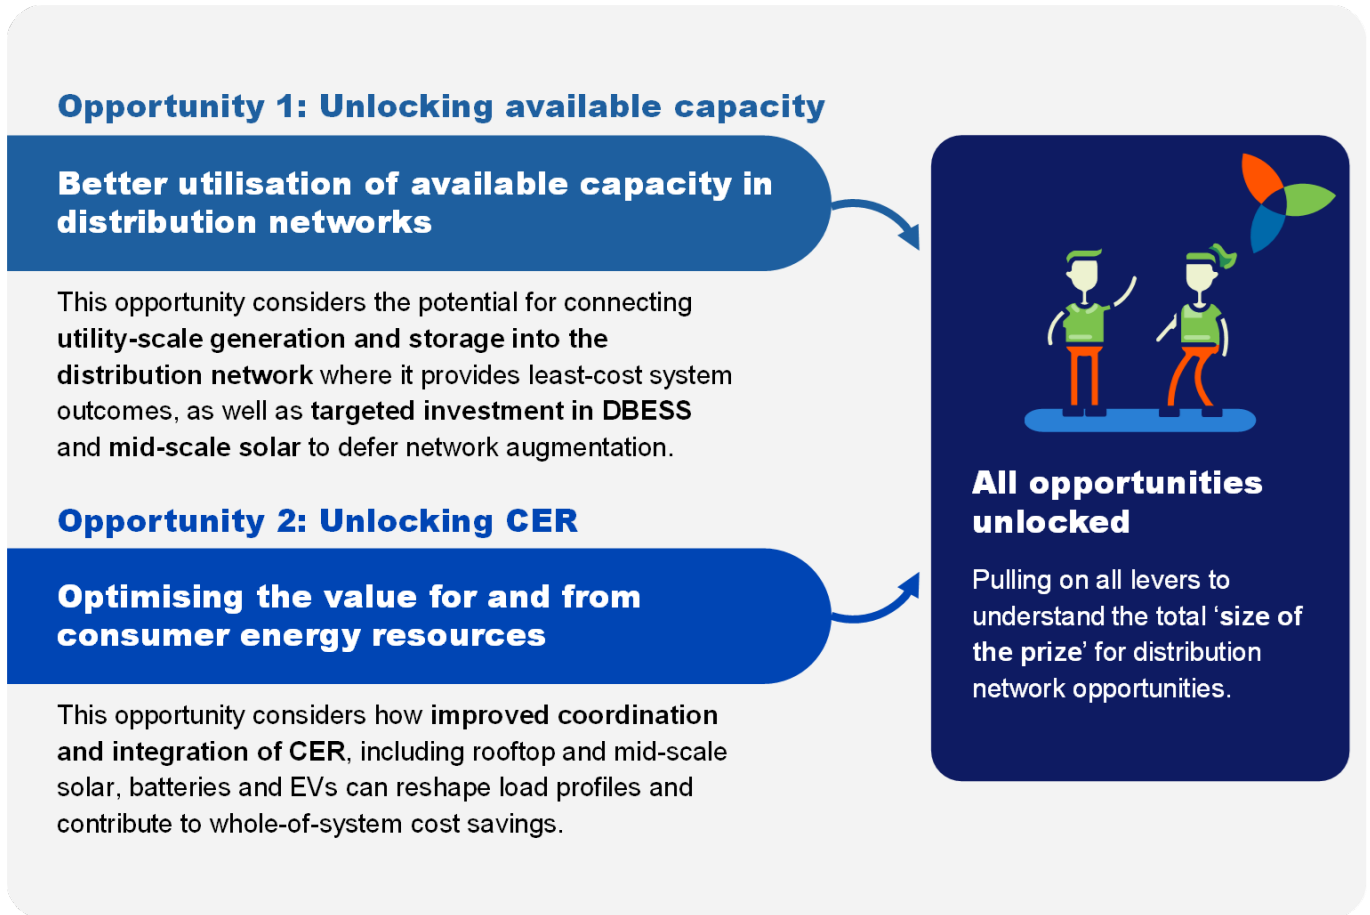 Opportunity 1: Unlocking available capacity
Better utilisation of available capacity in
distribution networks
This opportunity considers the potential for connecting
utility-scale generation and storage into the
distribution network where it provides least-cost system
outcomes, as well as targeted investment in DBESS
and mid-scale solar to defer network augmentation.
Opportunity 2: Unlocking CER
Optimising the value for and from
consumer energy resources
This opportunity considers how improved coordination
and integration of CER, including rooftop and mid-scale
solar, batteries and EVs can reshape load profiles and
contribute to whole-of-system cost savings.
All opportunities
unlocked
Pulling on all levers to
understand the total ‘size of
the prize’ for distribution
network opportunities.